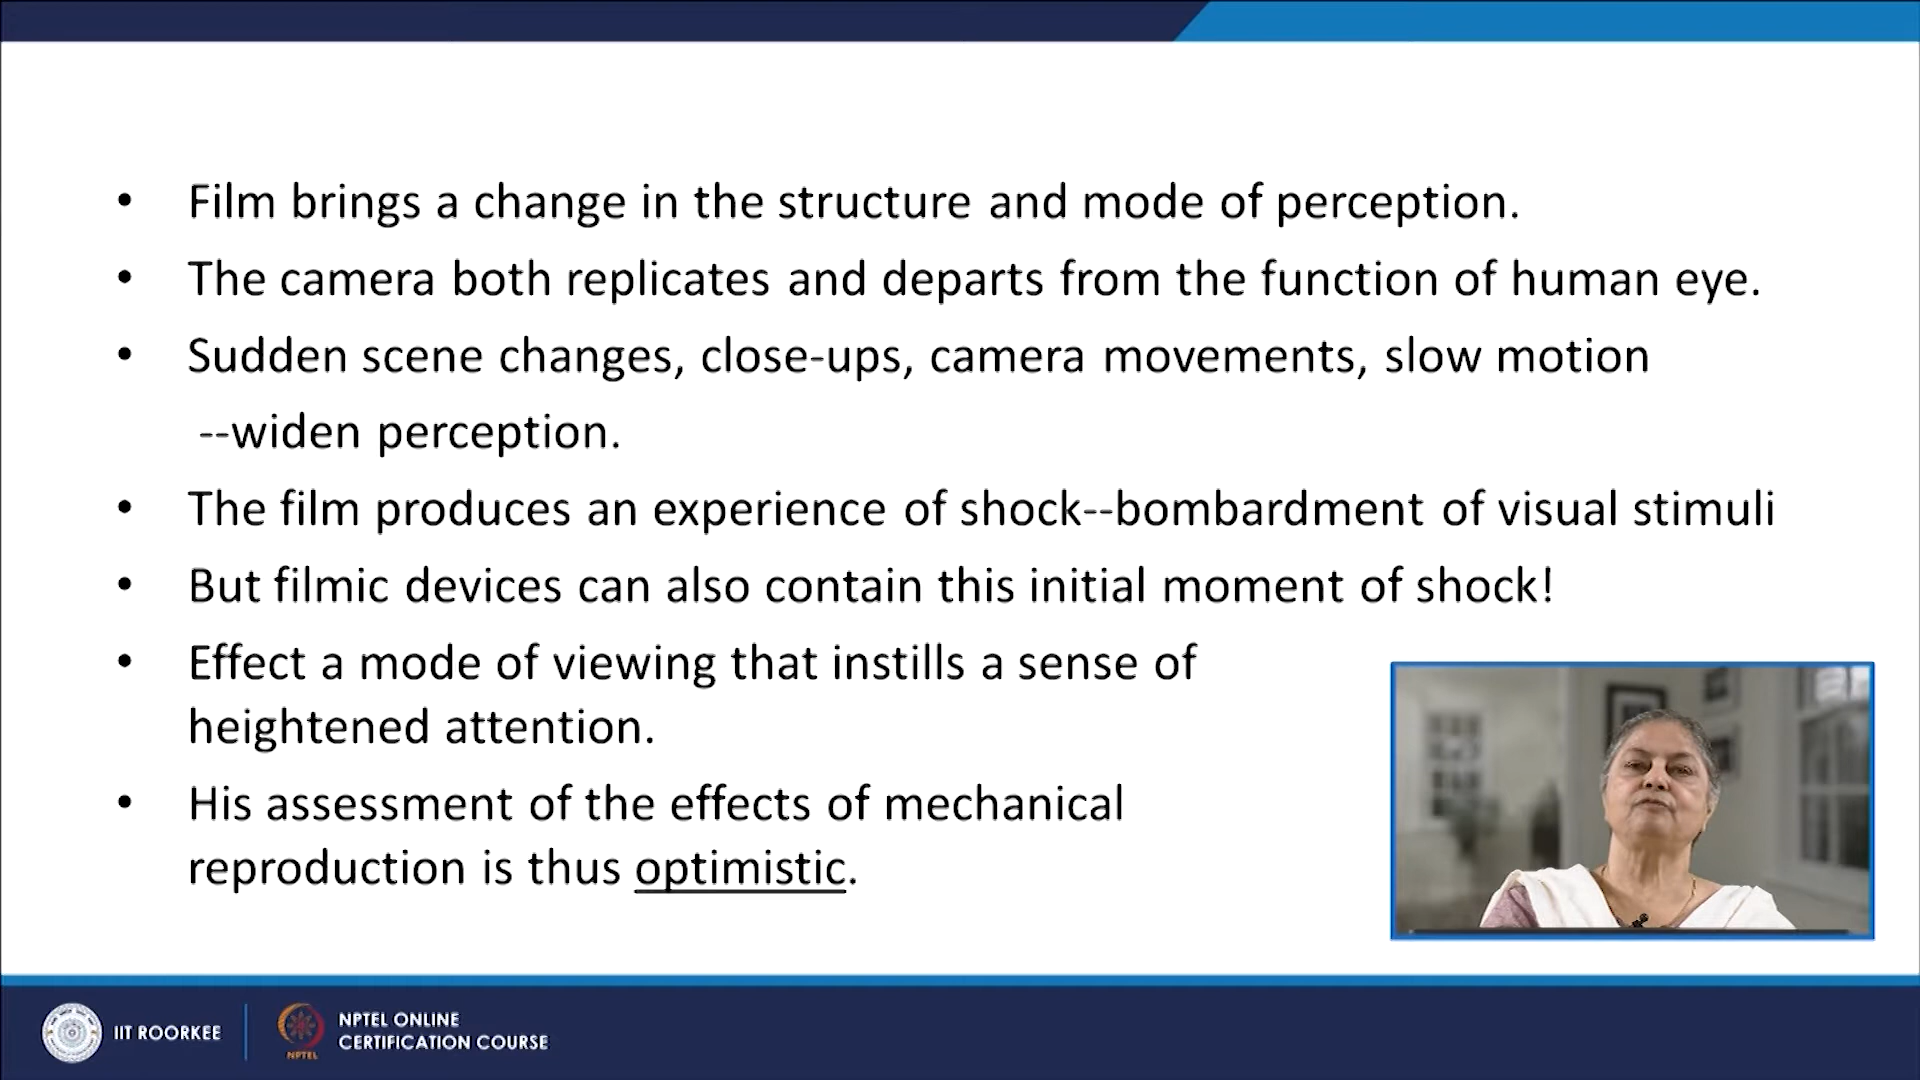 • Film brings a change in the structure and mode of perception.
• The camera both replicates and departs from the function of human eye.
• Sudden scene changes, close-ups, camera movements, slow motion
--widen perception.
• The film produces an experience of shock--bombardment of visual stimuli
• But filmic devices can also contain this initial moment of shock!
• Effect a mode of viewing that instills a sense of
heightened attention.
• His assessment of the effects of mechanical
reproduction is thus optimistic.
IIT ROORKEE
NPTEL
NPTEL ONLINE
CERTIFICATION COURSE